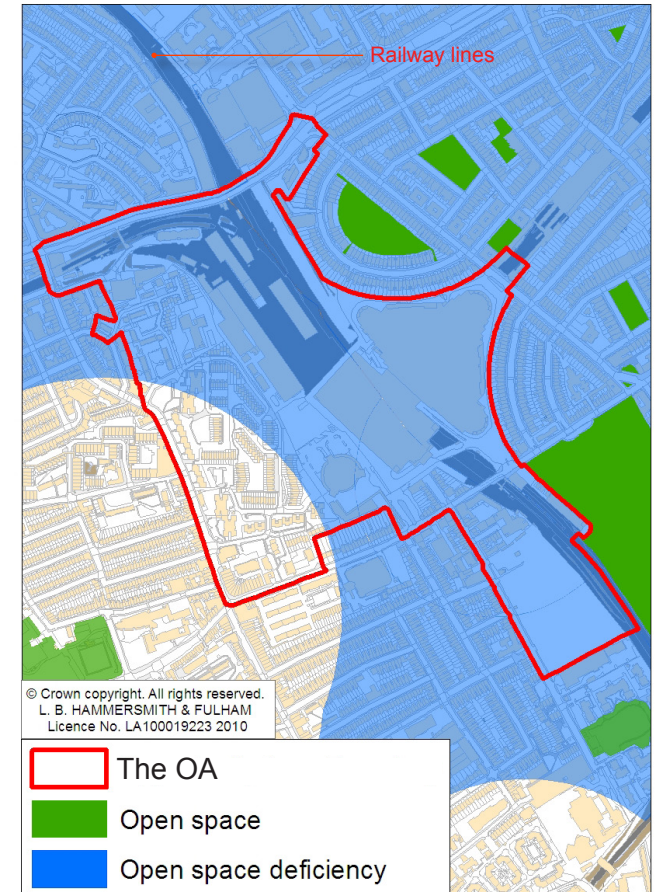 Railway lines
© Crown copyright. All rights reserved.
L. B. HAMMERSMITH & FULHAM
Licence No. LA100019223 2010
The OA
Open space
Open space deficiency